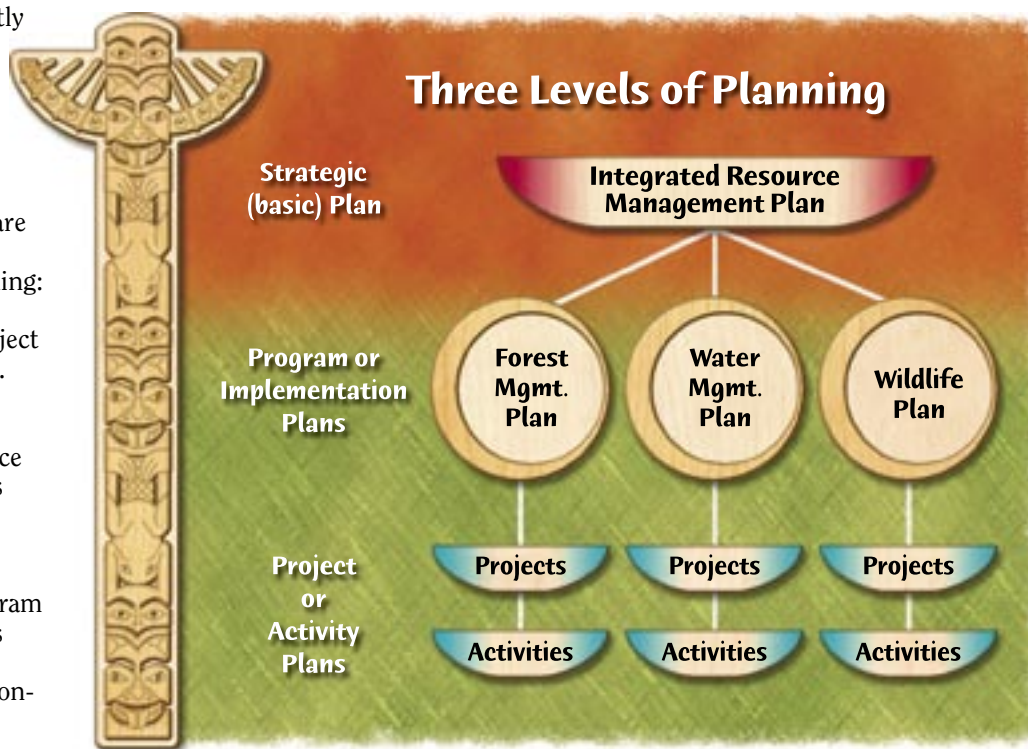 tly
are
ing:
ject
.
ce
s
ram
s
on-
Three Levels of Planning
Strategic
(basic) Plan
Integrated Resource
Management Plan
Program or
Implementation
Plans
Forest
Mgmt.
Plan
Water
Mgmt.
Plan
Wildlife
Plan
Project
or
Activity
Plans
Projects
Projects
Projects
Activities
Activities
Activities